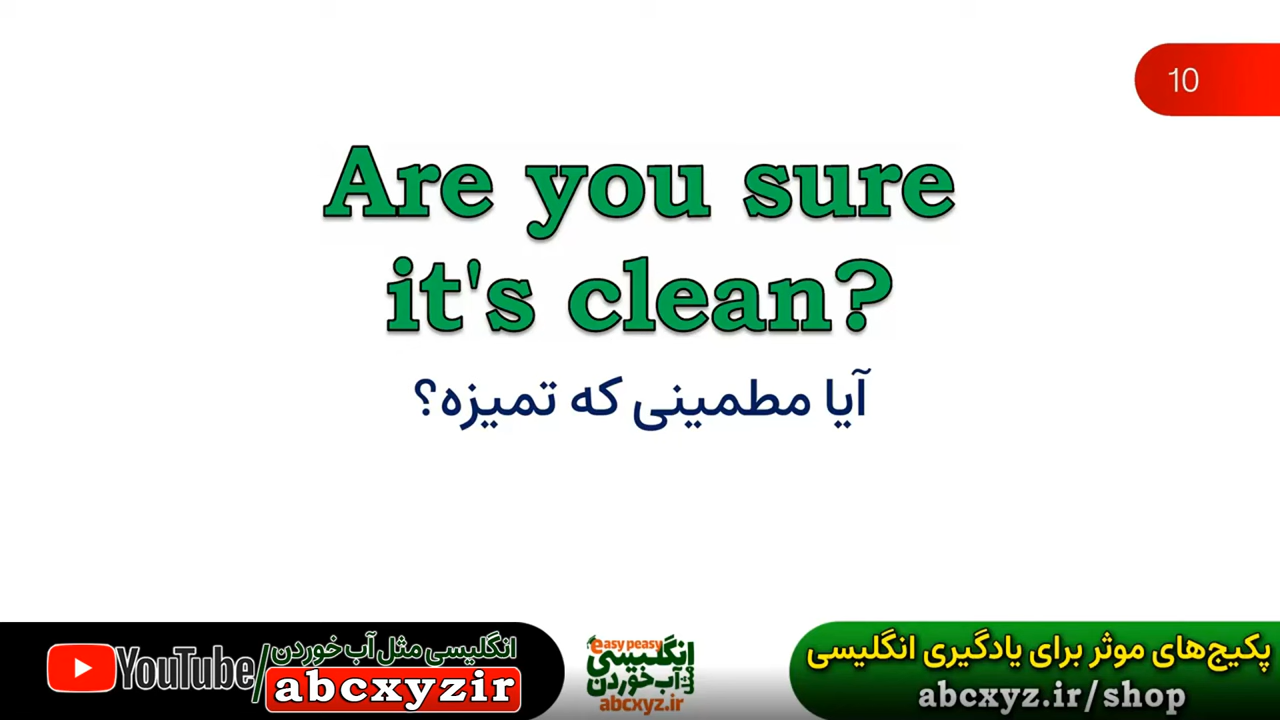 10
Are you sure
it's clean?
آیا مطمینی که تمیزه؟
YouTube/
انگلیسی مثل آب خوردن
abcxyzir
easy peasy
انگلیسی
مثل آب خوردن
abcxyz.ir
پکیج‌های موثر برای یادگیری انگلیسی
abcxyz.ir/shop